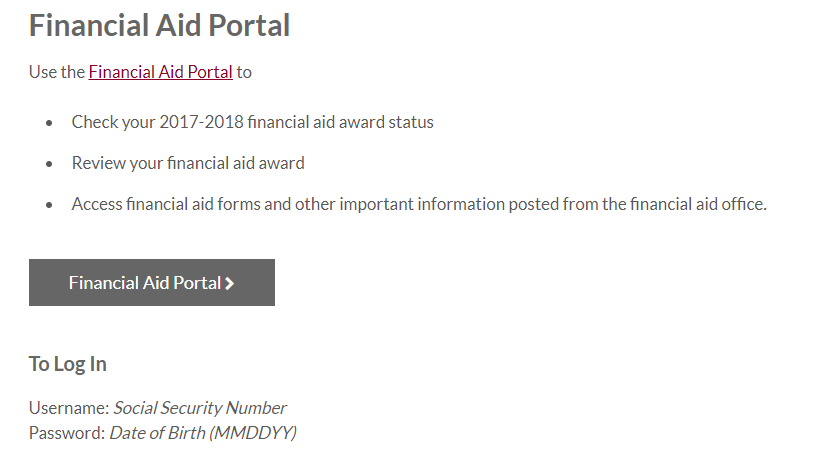 Financial Aid Portal
Use the Financial Aid Portal to
• Check your 2017-2018 financial aid award status
• Review your financial aid award
• Access financial aid forms and other important information posted from the financial aid office.
Financial Aid Portal
To Log In
Username: Social Security Number
Password: Date of Birth (MMDDYY)